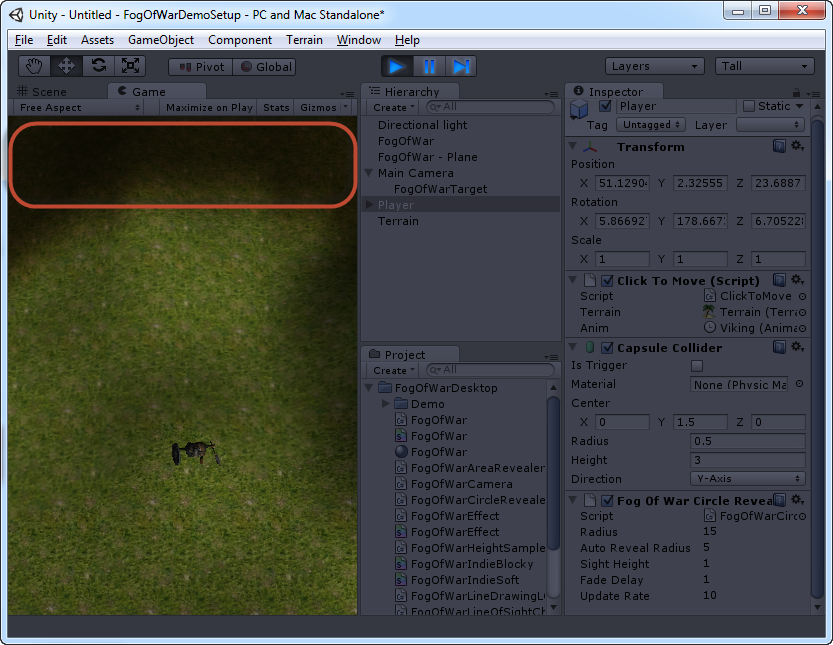 Unity - Untitled - FogOfWarDemoSetup - PC and Mac Standalone*
File Edit Assets GameObject Component Terrain Window Help
Pivot Global Layers Tall
Scene Game
Free Aspect Maximize on Play Stats Gizmos
Hierarchy
Create All
Directional light
FogOfWar
FogOfWar - Plane
Main Camera
FogOfWarTarget
Player
Terrain
Project
Create All
FogOfWarDesktop
Demo
FogOfWar
FogOfWar
FogOfWar
FogOfWarAreaRevealer
FogOfWarCamera
FogOfWarCircleReveale
FogOfWarEffect
FogOfWarEffect
FogOfWarHeightSample
FogOfWarIndieBlocky
FogOfWarIndieSoft
FogOfWarLineDrawingL
FogOfWarLineOfSightCh
Inspector
Player Static
Tag Untagged Layer
Transform
Position
X 51.1290 Y 2.32555 Z 23.6887
Rotation
X 5.86692 Y 178.667 Z 6.705228
Scale
X 1 Y 1 Z 1
Click To Move (Script)
Script ClickToMove
Terrain Terrain (Terra
Anim Viking (Anima
Capsule Collider
Is Trigger
Material None (Physic Ma
Center
X 0 Y 1.5 Z 0
Radius 0.5
Height 3
Direction Y-Axis
Fog Of War Circle Revea
Script FogOfWarCirc
Radius 15
Auto Reveal Radius 5
Sight Height 1
Fade Delay 1
Update Rate 10